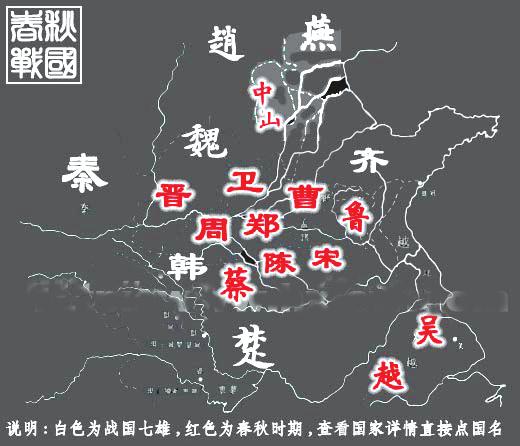 春秋
戰國
趙
燕
中山
魏
齐
秦
卫
晋
曹
鲁
周
郑
越
韩
陈
宋
蔡
吴
楚
越
越
说明：白色为战国七雄，红色为春秋时期，查看国家详情直接点国名